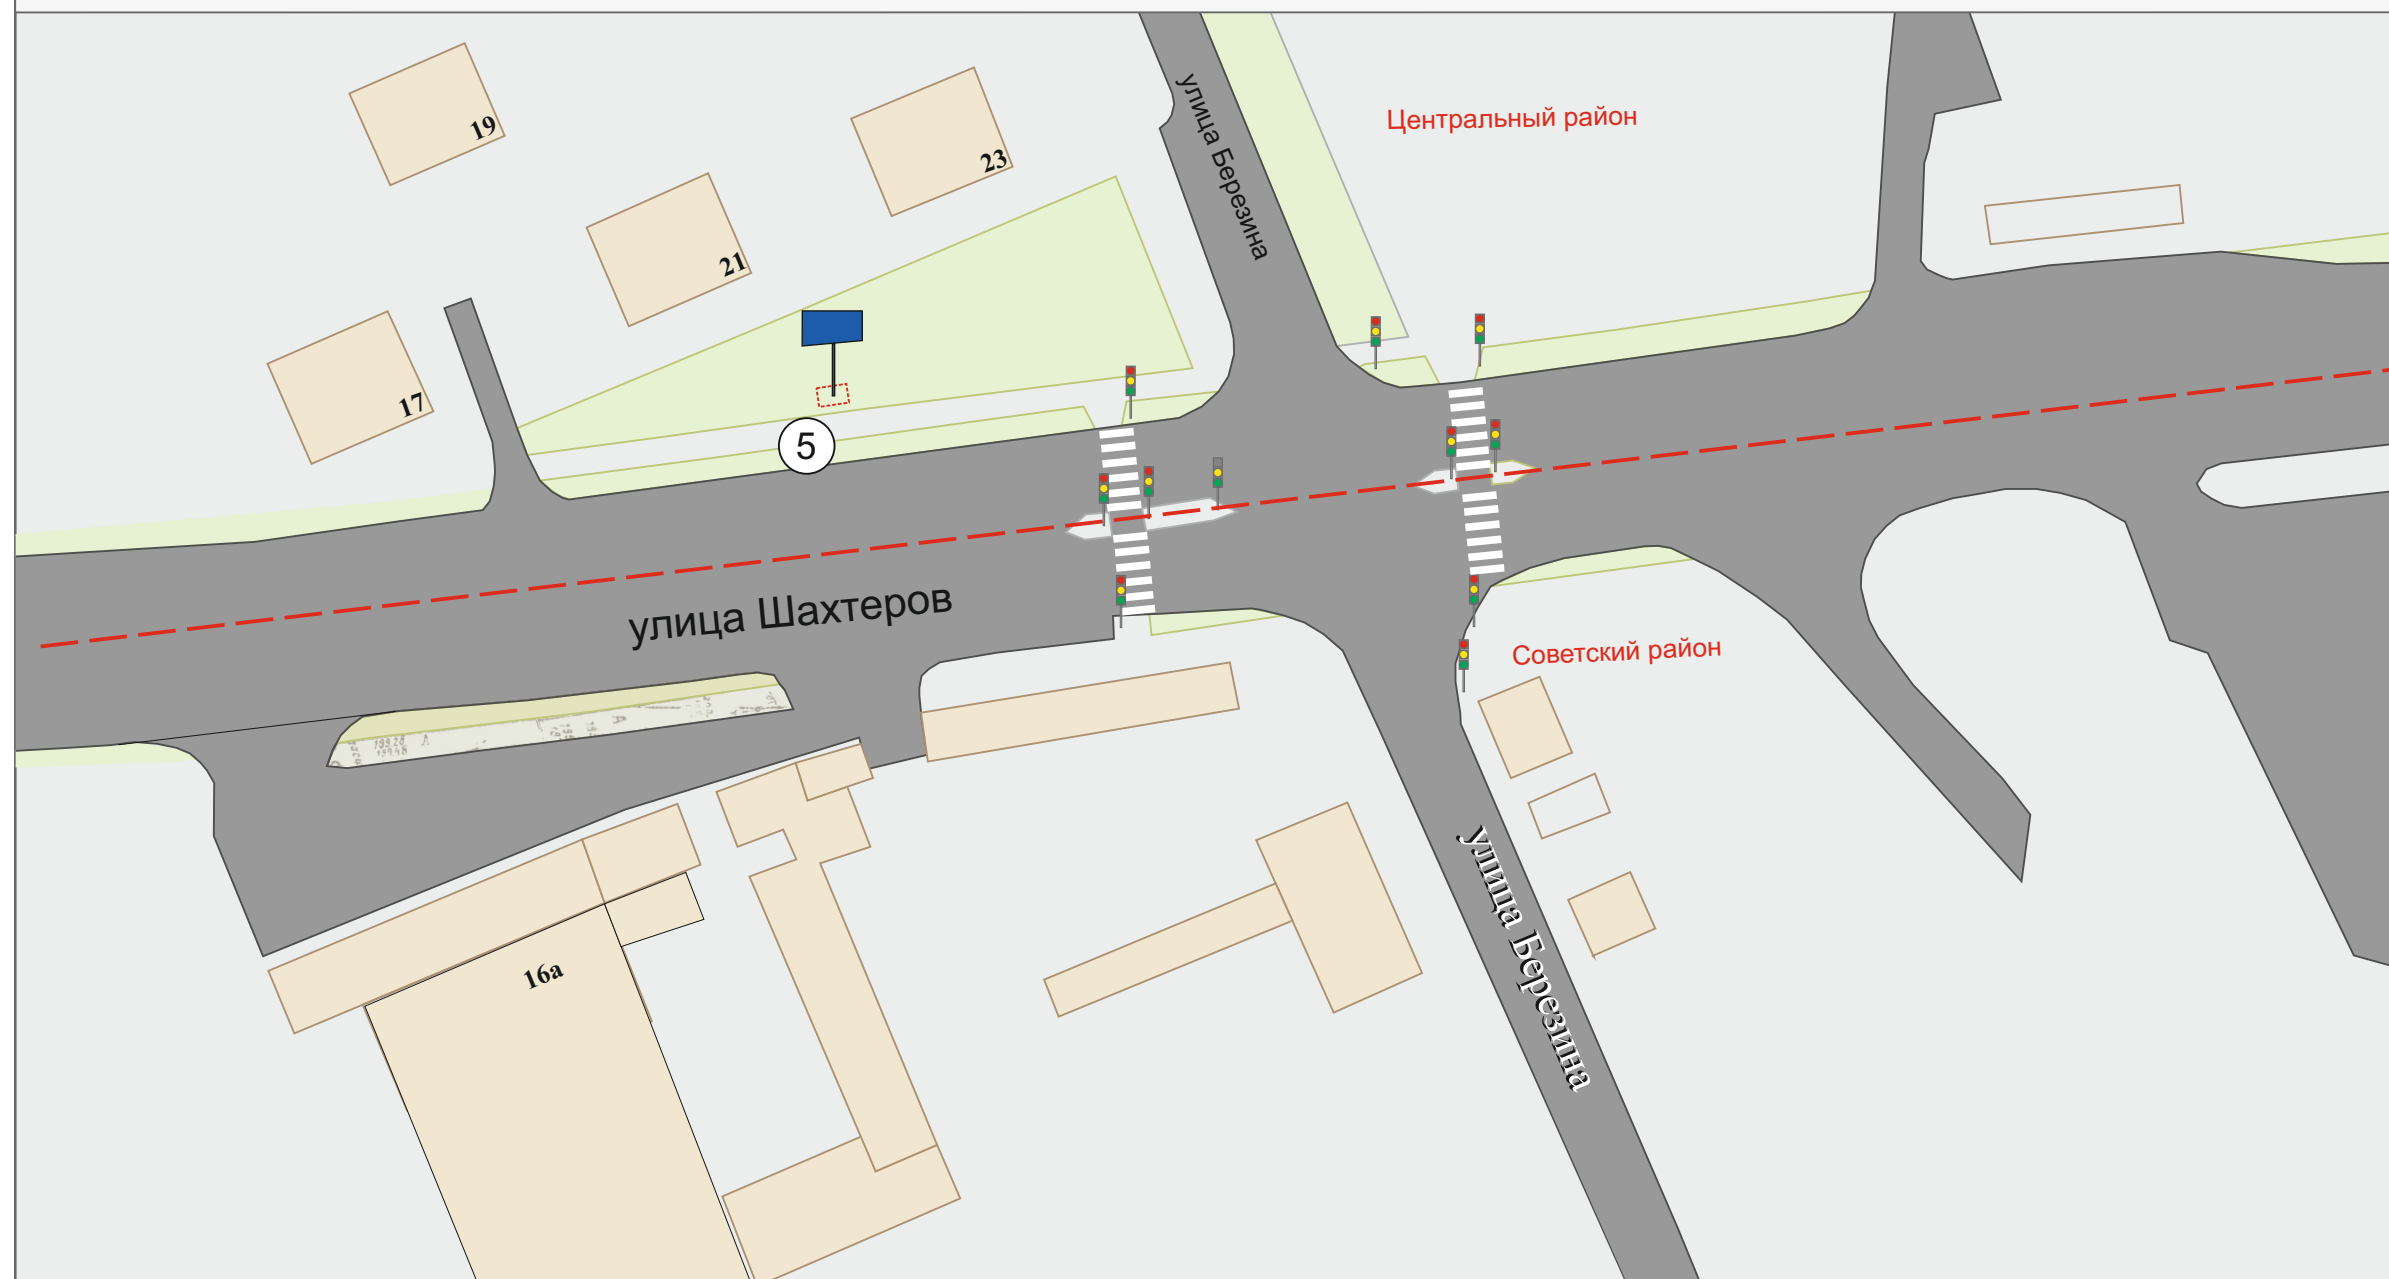 19
23
21
17
улица Березина
Центральный район
5
улица Шахтеров
Советский район
улица Березина
16а